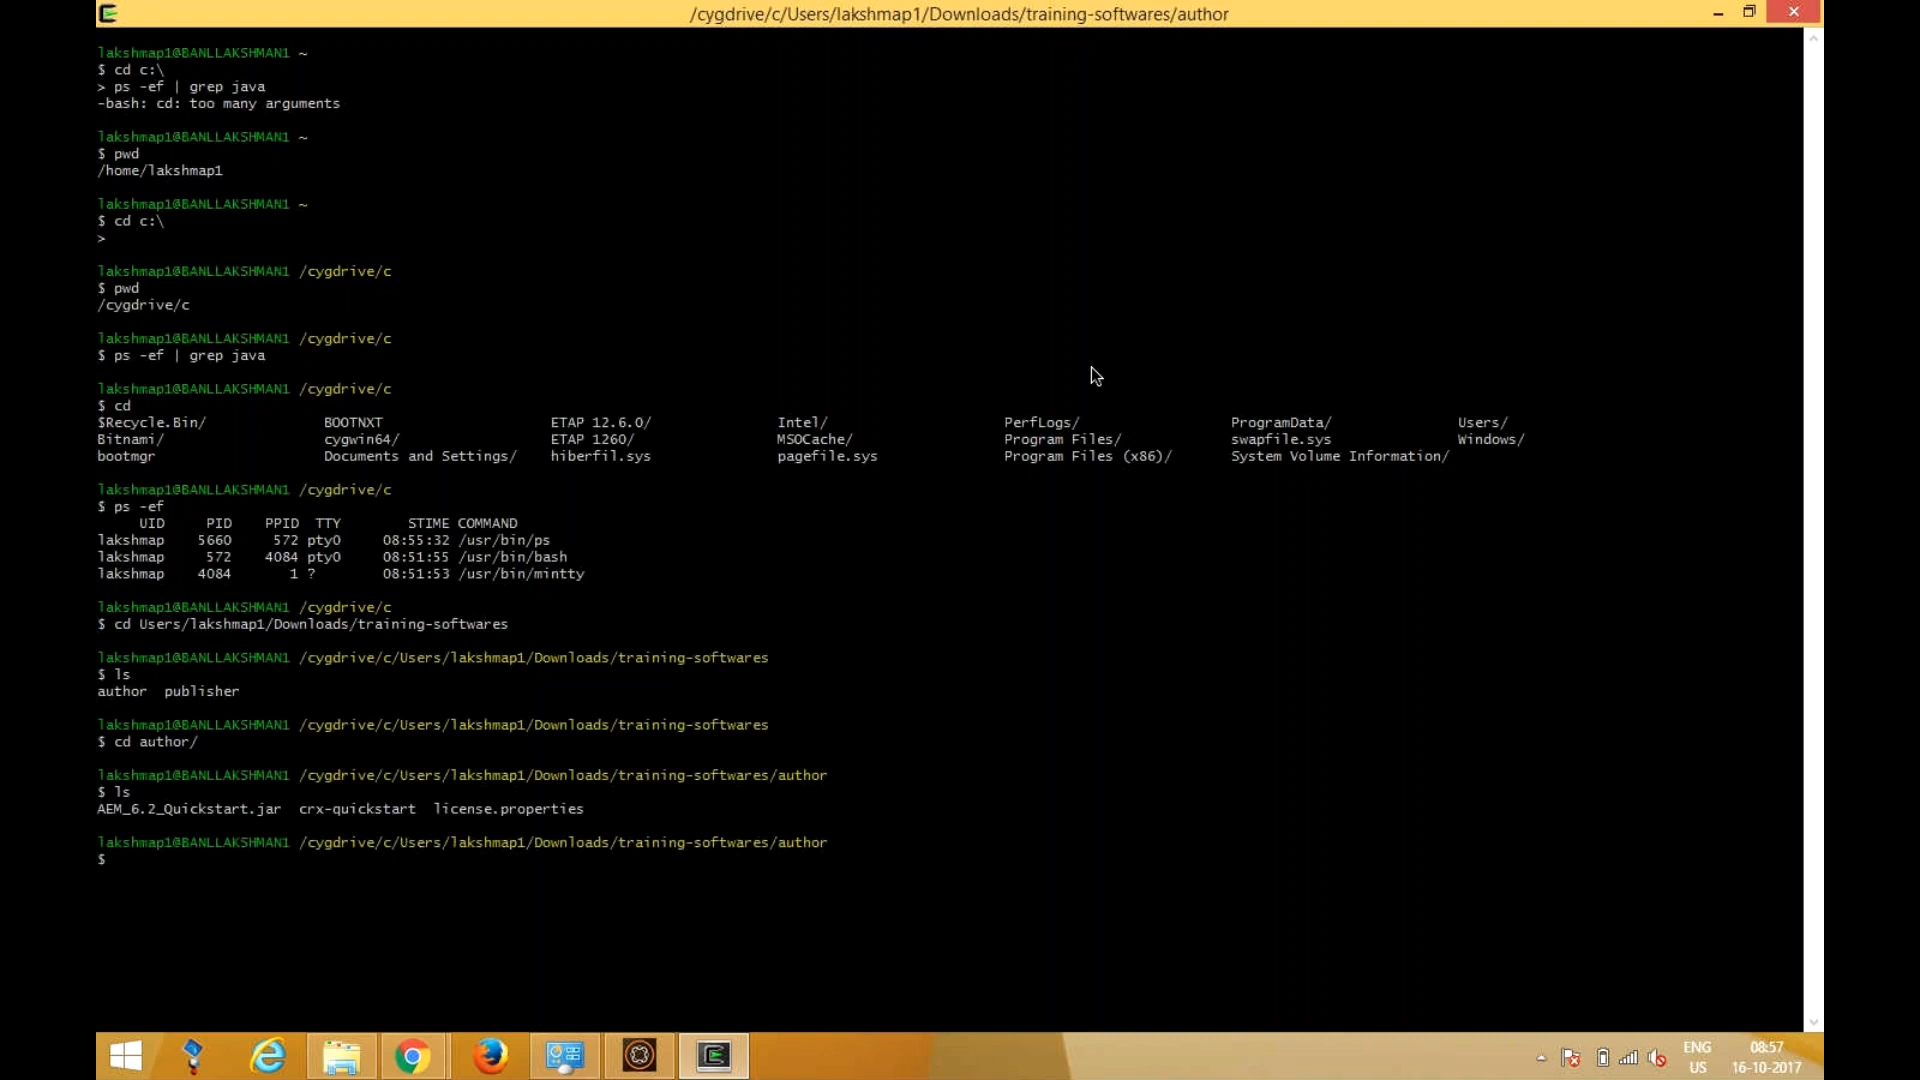 /cygdrive/c/Users/lakshmap1/Downloads/training-softwares/author
lakshmap1@BANLLAKSHMAN1 ~
$ cd c:\
> ps -ef | grep java
-bash: cd: too many arguments
lakshmap1@BANLLAKSHMAN1 ~
$ pwd
/home/lakshmap1
lakshmap1@BANLLAKSHMAN1 ~
$ cd c:\
>
lakshmap1@BANLLAKSHMAN1 /cygdrive/c
$ pwd
/cygdrive/c
lakshmap1@BANLLAKSHMAN1 /cygdrive/c
$ ps -ef | grep java
lakshmap1@BANLLAKSHMAN1 /cygdrive/c
$ cd
$Recycle.Bin/ BOOTNXT ETAP 12.6.0/ Intel/ PerfLogs/ ProgramData/ Users/
Bitnami/ cygwin64/ ETAP 1260/ MSOCache/ Program Files/ swapfile.sys Windows/
bootmgr Documents and Settings/ hiberfil.sys pagefile.sys Program Files (x86)/ System Volume Information/
lakshmap1@BANLLAKSHMAN1 /cygdrive/c
$ ps -ef
UID PID PPID TTY STIME COMMAND
lakshmap 5660 572 pty0 08:55:32 /usr/bin/ps
lakshmap 572 4084 pty0 08:51:55 /usr/bin/bash
lakshmap 4084 1 ? 08:51:53 /usr/bin/mintty
lakshmap1@BANLLAKSHMAN1 /cygdrive/c
$ cd Users/lakshmap1/Downloads/training-softwares
lakshmap1@BANLLAKSHMAN1 /cygdrive/c/Users/lakshmap1/Downloads/training-softwares
$ ls
author publisher
lakshmap1@BANLLAKSHMAN1 /cygdrive/c/Users/lakshmap1/Downloads/training-softwares
$ cd author/
lakshmap1@BANLLAKSHMAN1 /cygdrive/c/Users/lakshmap1/Downloads/training-softwares/author
$ ls
AEM_6.2_Quickstart.jar crx-quickstart license.properties
lakshmap1@BANLLAKSHMAN1 /cygdrive/c/Users/lakshmap1/Downloads/training-softwares/author
$
ENG 08:57
US 16-10-2017